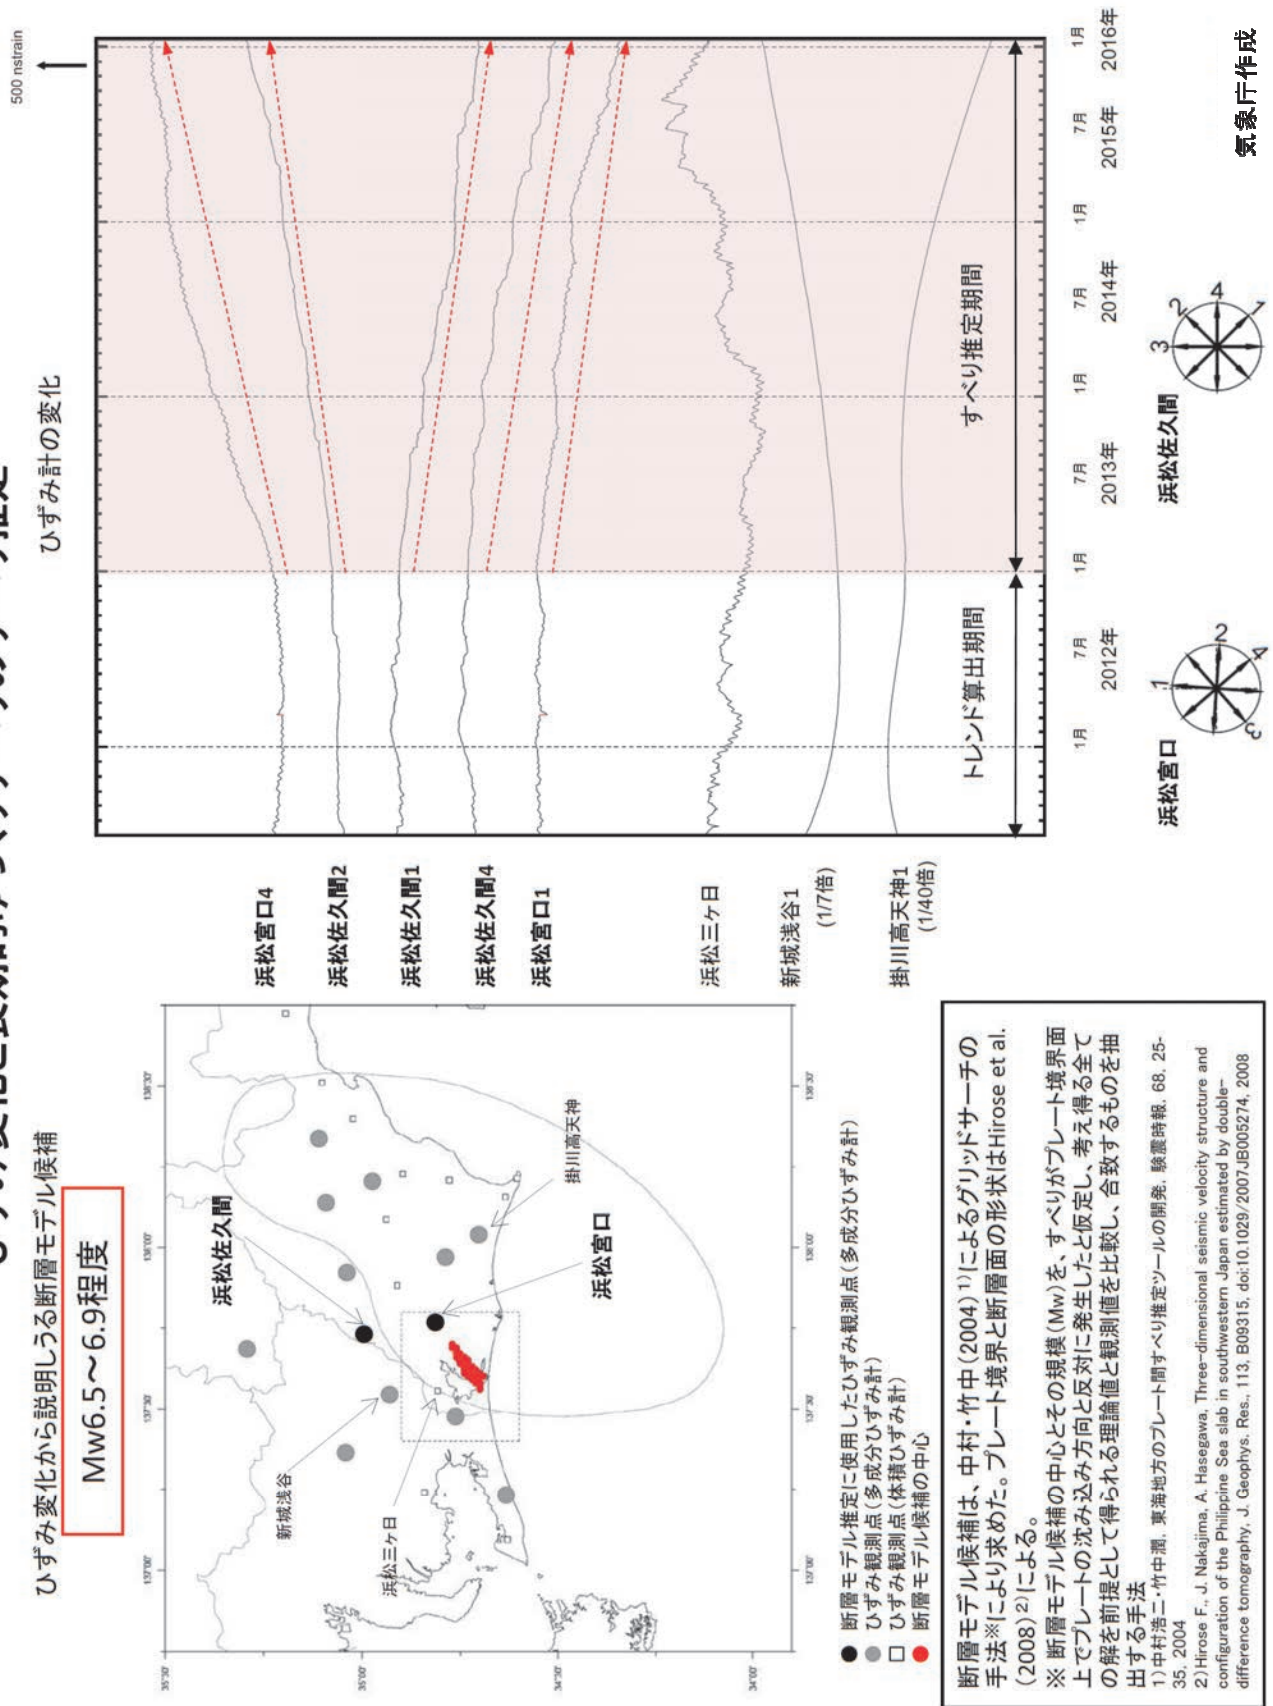 ひずみ変化から説明しうる断層モデル候補
Mw6.5～6.9程度
137°00'
137°30'
138°00'
138°30'
35°30'
35°00'
34°30'
34°00'
新城浅谷
浜松三ヶ日
浜松佐久間
浜松宮口
掛川高天神
● 断層モデル推定に使用したひずみ観測点(多成分ひずみ計)
● ひずみ観測点(多成分ひずみ計)
□ ひずみ観測点(体積ひずみ計)
● 断層モデル候補の中心
断層モデル候補は、中村・竹中(2004)1)によるグリッドサーチの
手法※により求めた。プレート境界と断層面の形状はHirose et al.
(2008)2)による。
※ 断層モデル候補の中心とその規模(Mw)を、すべりがプレート境界面
上でプレートの沈み込み方向と反対に発生したと仮定し、考え得る全て
の解を前提として得られる理論値と観測値を比較し、合致するものを抽
出する手法
1)中村浩二・竹中潤, 東海地方のプレート間すべり推定ツールの開発, 験震時報, 68, 25-
35, 2004
2)Hirose F., J. Nakajima, A. Hasegawa, Three-dimensional seismic velocity structure and
configuration of the Philippine Sea slab in southwestern Japan estimated by double-
difference tomography, J. Geophys. Res., 113, B09315, doi:10.1029/2007JB005274, 2008
ひずみ計の変化
500 nstrain
浜松宮口4
浜松佐久間2
浜松佐久間1
浜松佐久間4
浜松宮口1
浜松三ヶ日
新城浅谷1
(1/7倍)
掛川高天神1
(1/40倍)
トレンド算出期間
すべり推定期間
1月 7月 1月 7月 1月 7月 1月 7月 1月
2012年 2013年 2014年 2015年 2016年
浜松宮口
1
2
3
4
浜松佐久間
3
2
4
1
気象庁作成